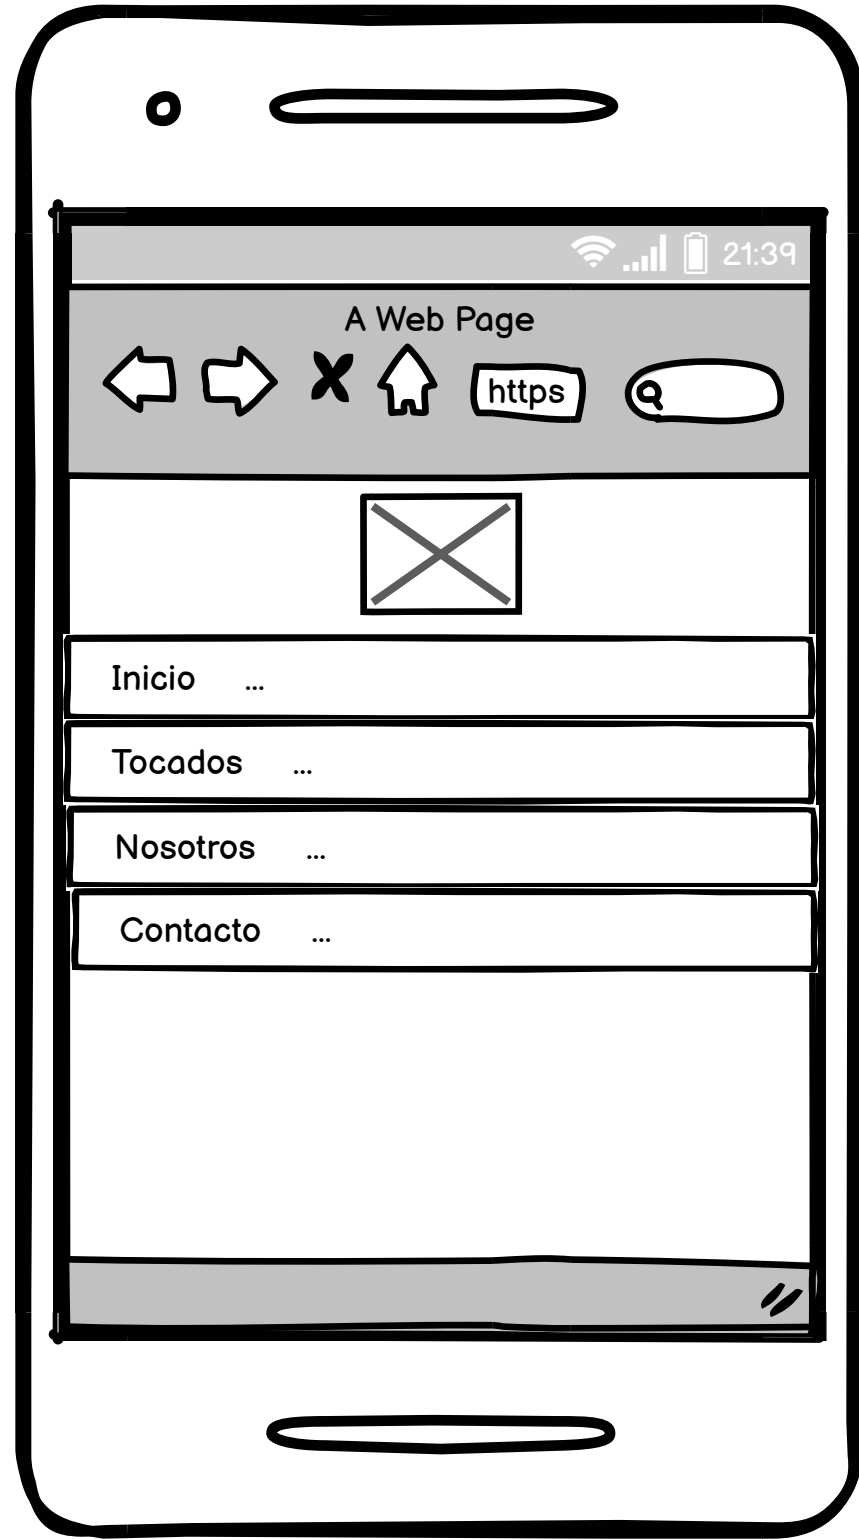 21:39
A Web Page
https
Inicio ...
Tocados ...
Nosotros ...
Contacto ...